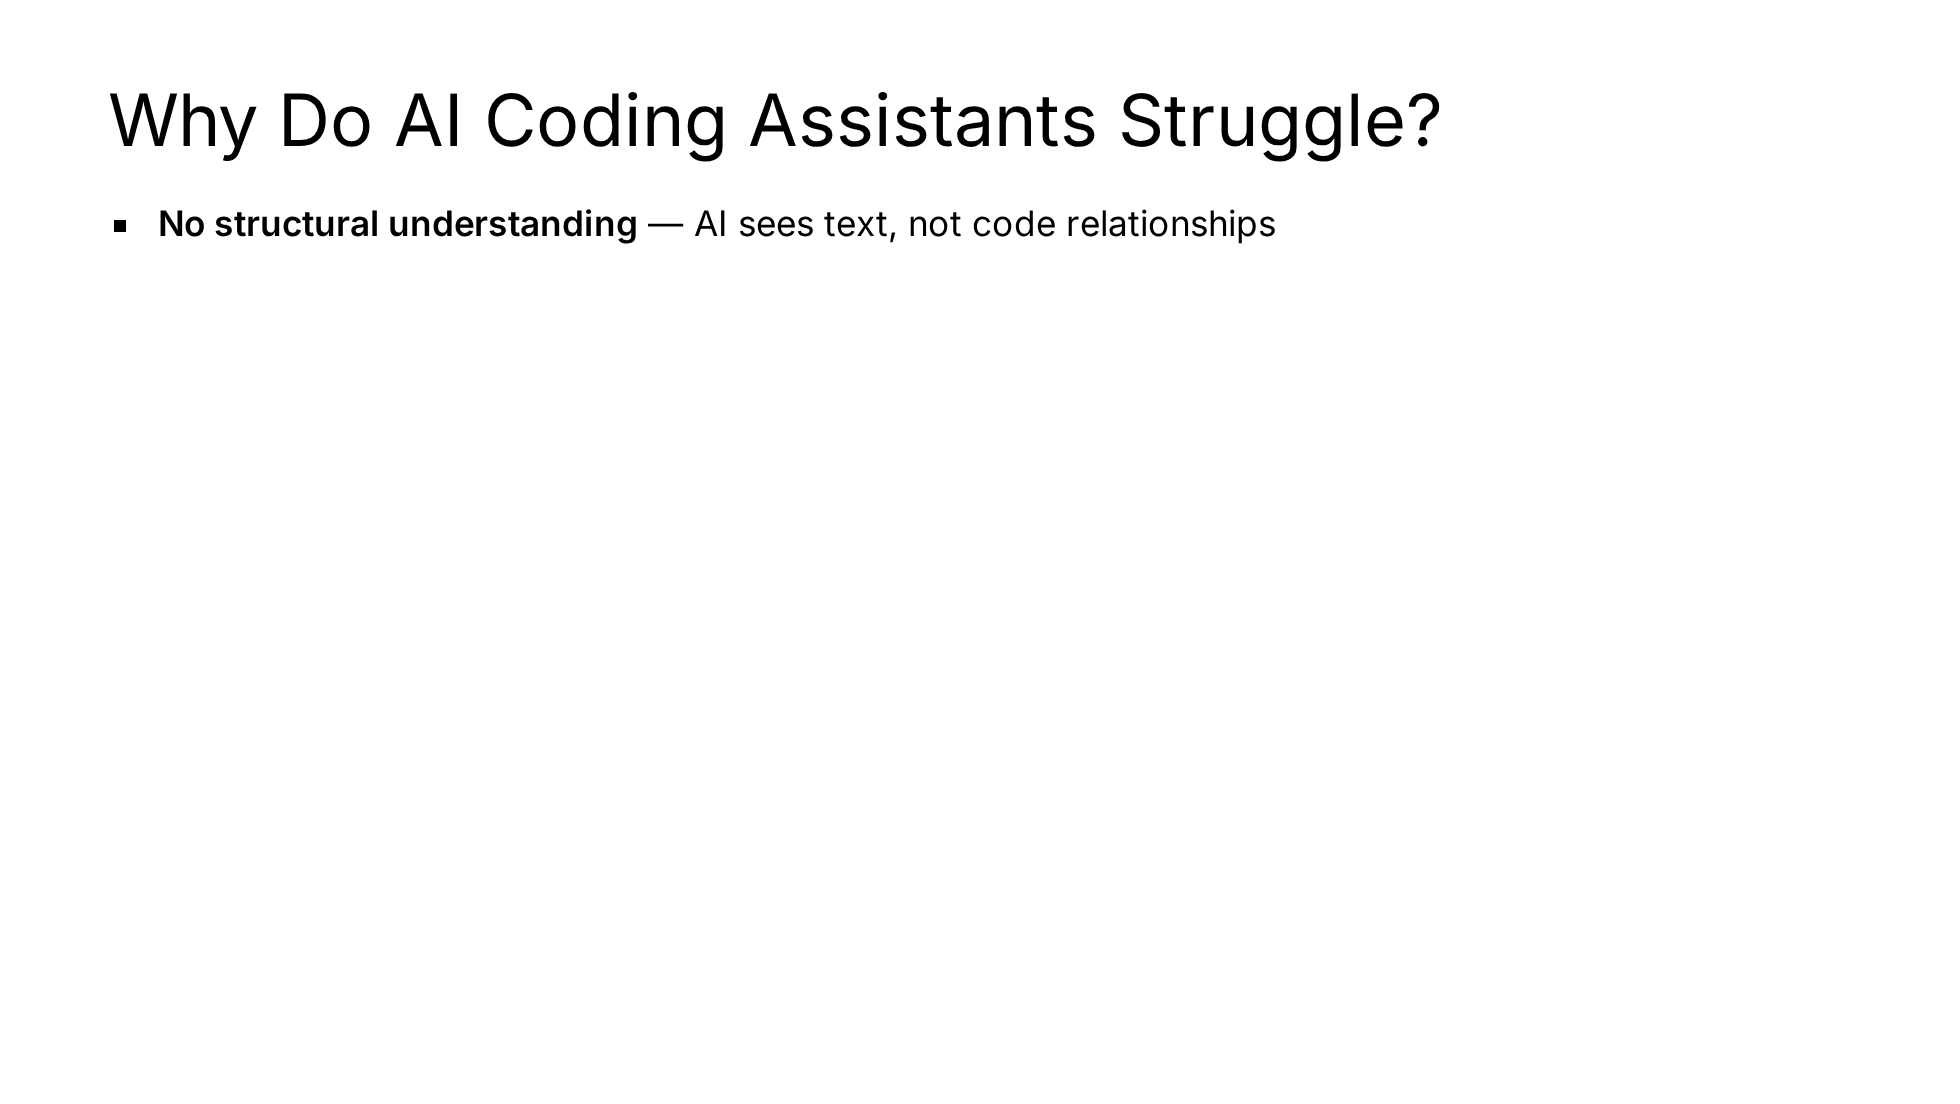 Why Do AI Coding Assistants Struggle?
▪ No structural understanding — AI sees text, not code relationships